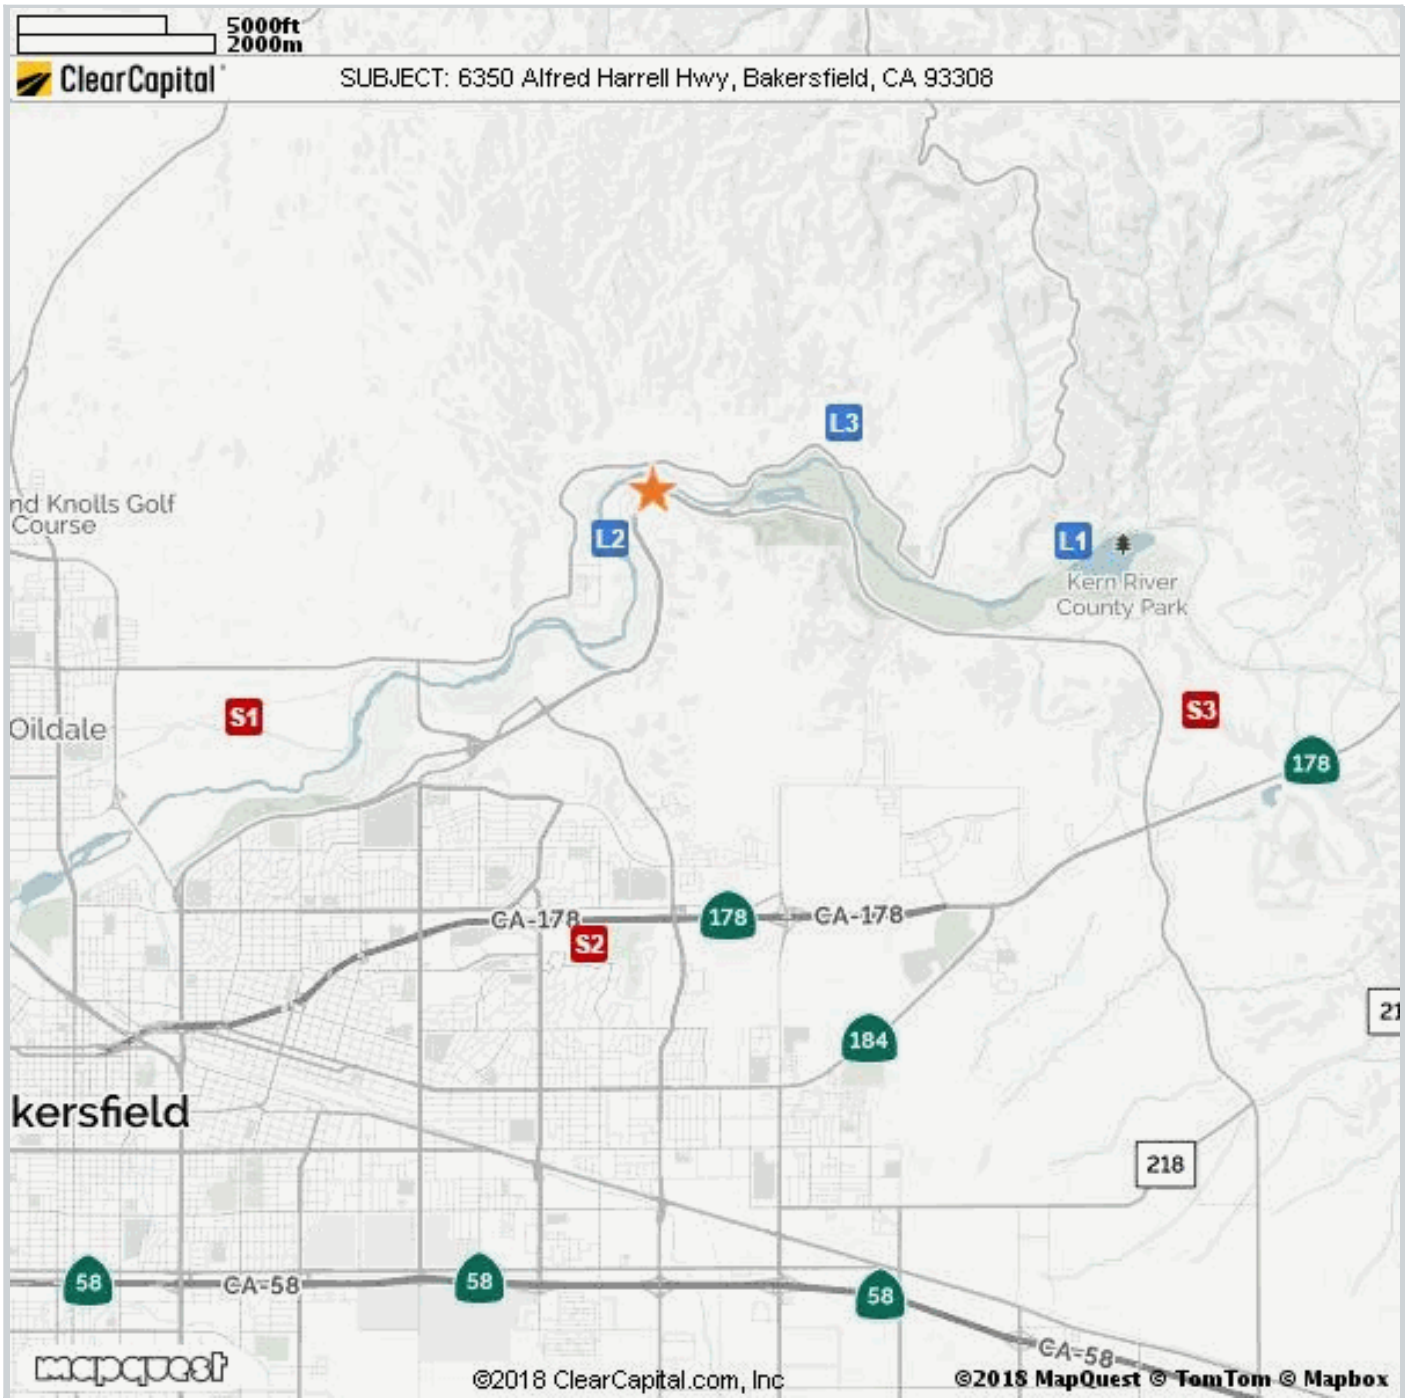 5000ft
2000m
ClearCapital
SUBJECT: 6350 Alfred Harrell Hwy, Bakersfield, CA 93308
L3
nd Knolls Golf
Course
L2
L1
Kern River
County Park
S1
S3
Oildale
178
CA-178
178
CA-178
S2
21
184
kersfield
218
58
CA-58
58
58
CA-58
mapquest
©2018 ClearCapital.com, Inc
©2018 MapQuest © TomTom © Mapbox